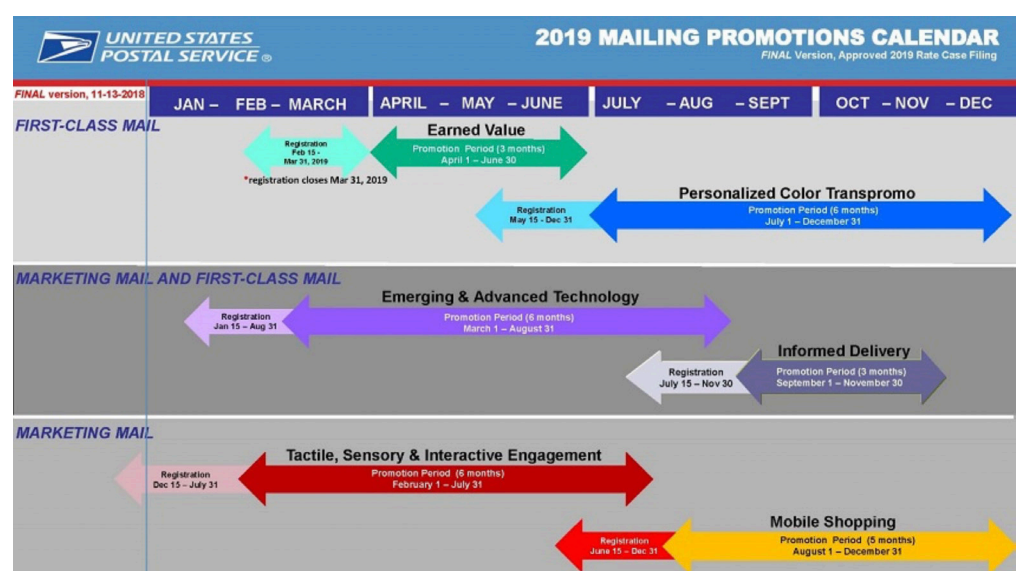 UNITED STATES
POSTAL SERVICE ®
2019 MAILING PROMOTIONS CALENDAR
FINAL Version, Approved 2019 Rate Case Filing
FINAL version, 11-13-2018
JAN – FEB – MARCH
APRIL – MAY – JUNE
JULY – AUG – SEPT
OCT – NOV – DEC
FIRST-CLASS MAIL
Earned Value
Registration
Feb 15 -
Mar 31, 2019
Promotion Period (3 months)
April 1 – June 30
*registration closes Mar 31, 2019
Personalized Color Transpromo
Registration
May 15 - Dec 31
Promotion Period (6 months)
July 1 – December 31
MARKETING MAIL AND FIRST-CLASS MAIL
Emerging & Advanced Technology
Registration
Jan 15 – Aug 31
Promotion Period (6 months)
March 1 – August 31
Informed Delivery
Registration
July 15 – Nov 30
Promotion Period (3 months)
September 1 – November 30
MARKETING MAIL
Tactile, Sensory & Interactive Engagement
Registration
Dec 15 – July 31
Promotion Period (6 months)
February 1 – July 31
Mobile Shopping
Registration
June 15 – Dec 31
Promotion Period (5 months)
August 1 – December 31